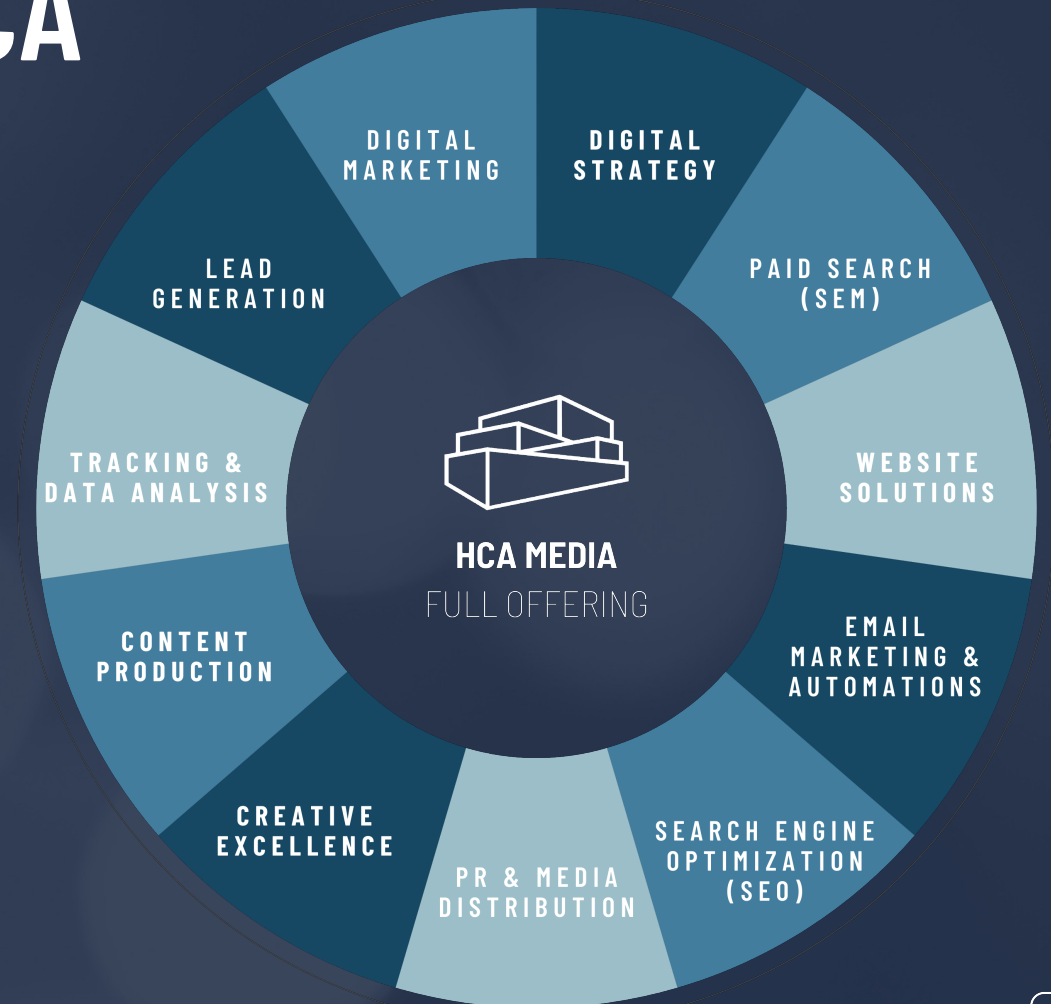 CA
DIGITAL
MARKETING
DIGITAL
STRATEGY
LEAD
GENERATION
PAID SEARCH
(SEM)
TRACKING &
DATA ANALYSIS
WEBSITE
SOLUTIONS
HCA MEDIA
FULL OFFERING
CONTENT
PRODUCTION
EMAIL
MARKETING &
AUTOMATIONS
CREATIVE
EXCELLENCE
SEARCH ENGINE
OPTIMIZATION
(SEO)
PR & MEDIA
DISTRIBUTION